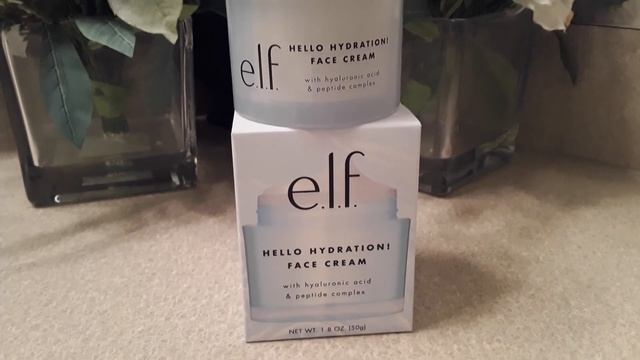 e.l.f.
HELLO HYDRATION!
FACE CREAM
with hyaluronic acid
& peptide complex
e.l.f.
HELLO HYDRATION!
FACE CREAM
with hyaluronic acid
& peptide complex
NET WT. 1.8 OZ. (50g)